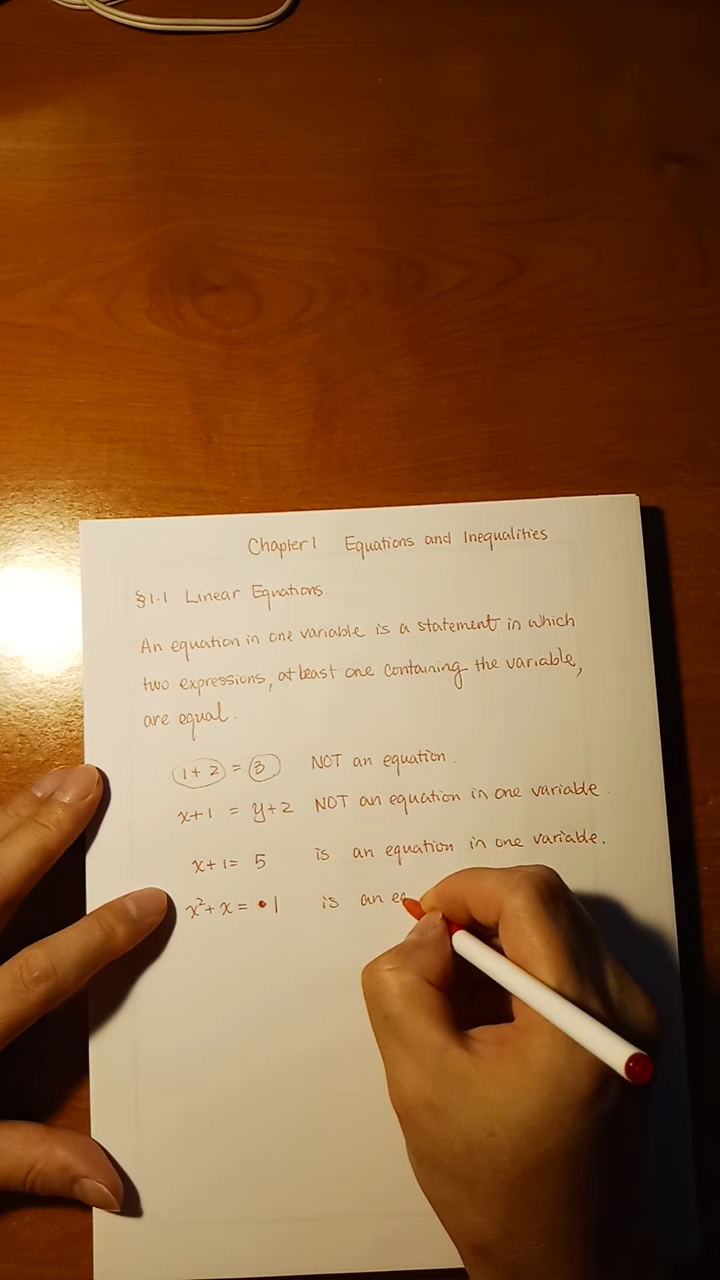 Chapter 1 Equations and Inequalities
§1.1 Linear Equations
An equation in one variable is a statement in which
two expressions, at least one containing the variable,
are equal.
1 + 2 = 3 NOT an equation.
x+1 = y+2 NOT an equation in one variable.
x+1= 5 is an equation in one variable.
x²+x = 1 is an eq